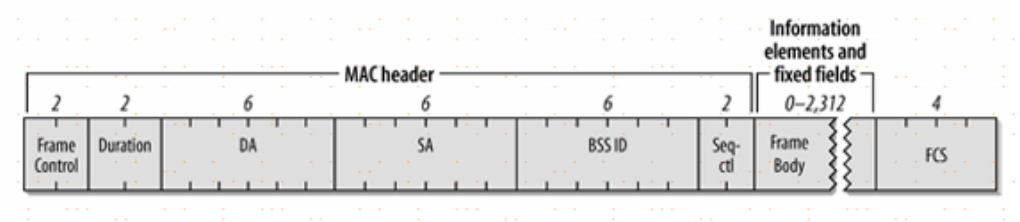 Information
elements and
fixed fields
MAC header
2 2 6 6 6 2 0–2,312 4
Frame Control Duration DA SA BSS ID Seq-ctl Frame Body FCS